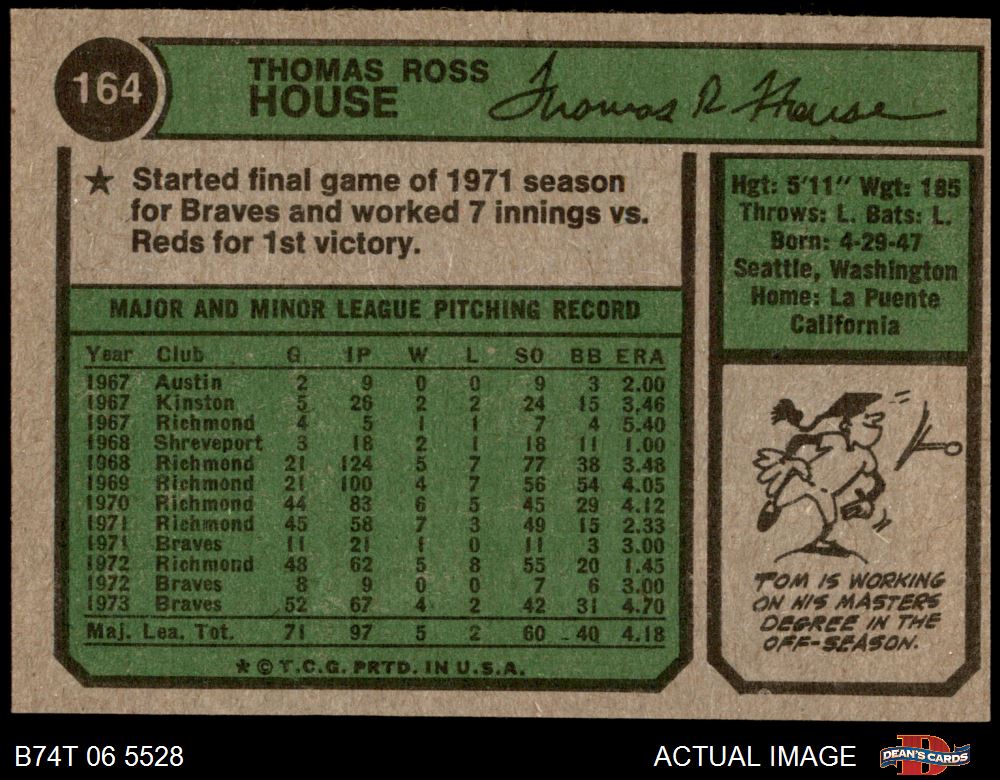 164
THOMAS ROSS
HOUSE
Thomas R House
★ Started final game of 1971 season
for Braves and worked 7 innings vs.
Reds for 1st victory.
Hgt: 5'11" Wgt: 185
Throws: L. Bats: L.
Born: 4-29-47
Seattle, Washington
Home: La Puente
California
MAJOR AND MINOR LEAGUE PITCHING RECORD
Year Club G IP W L SO BB ERA
1967 Austin 2 9 0 0 9 3 2.00
1967 Kinston 5 26 2 2 24 15 3.46
1967 Richmond 4 5 1 1 7 4 5.40
1968 Shreveport 3 18 2 1 18 11 1.00
1968 Richmond 21 124 5 7 77 38 3.48
1969 Richmond 21 100 4 7 56 54 4.05
1970 Richmond 44 83 6 5 45 29 4.12
1971 Richmond 45 58 7 3 49 15 2.33
1971 Braves 11 21 1 0 11 3 3.00
1972 Richmond 48 62 5 8 55 20 1.45
1972 Braves 8 9 0 0 7 6 3.00
1973 Braves 52 67 4 2 42 31 4.70
Maj. Lea. Tot. 71 97 5 2 60 40 4.18
★ © T.C.G. PRTD. IN U.S.A.
TOM IS WORKING
ON HIS MASTERS
DEGREE IN THE
OFF-SEASON.
B74T 06 5528
ACTUAL IMAGE
DEAN'S CARDS